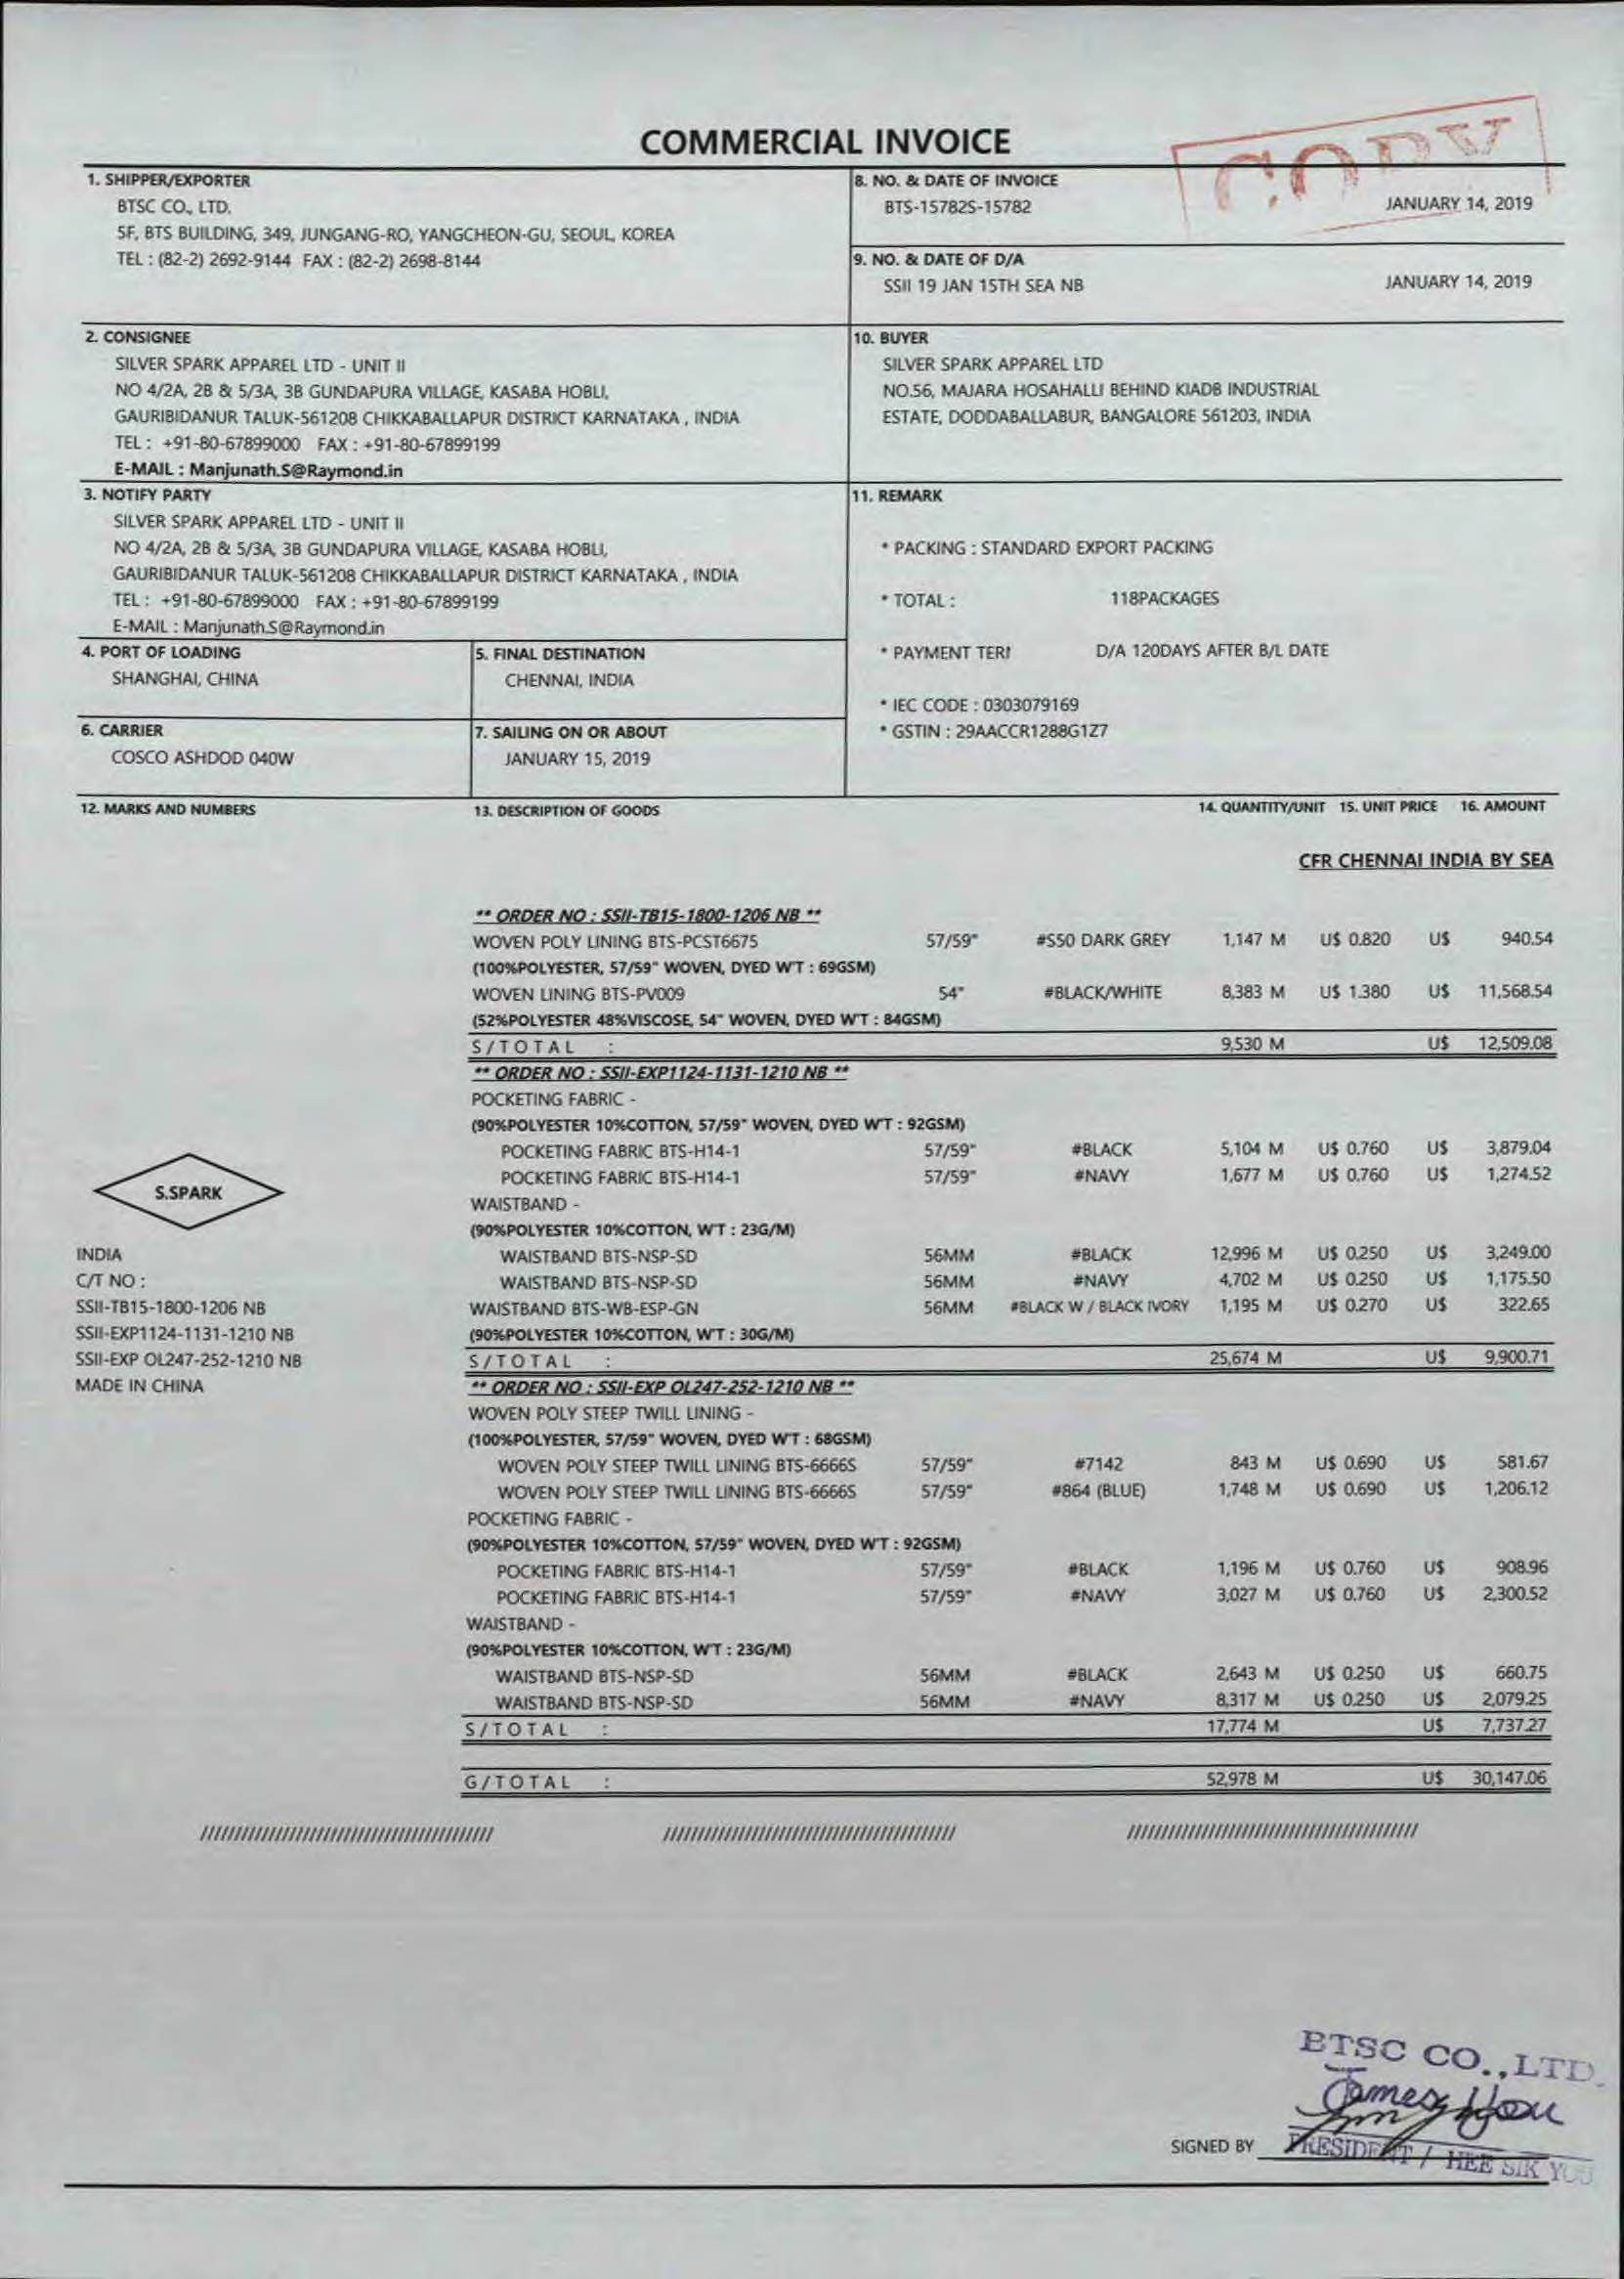 COMMERCIAL INVOICE
COPY
1. SHIPPER/EXPORTER
BTSC CO., LTD.
5F, BTS BUILDING, 349, JUNGANG-RO, YANGCHEON-GU, SEOUL, KOREA
TEL : (82-2) 2692-9144 FAX : (82-2) 2698-8144
8. NO. & DATE OF INVOICE
BTS-15782S-15782 JANUARY 14, 2019
9. NO. & DATE OF D/A
SSII 19 JAN 15TH SEA NB JANUARY 14, 2019
2. CONSIGNEE
SILVER SPARK APPAREL LTD - UNIT II
NO 4/2A, 2B & 5/3A, 3B GUNDAPURA VILLAGE, KASABA HOBLI,
GAURIBIDANUR TALUK-561208 CHIKKABALLAPUR DISTRICT KARNATAKA , INDIA
TEL : +91-80-67899000 FAX : +91-80-67899199
E-MAIL : Manjunath.S@Raymond.in
10. BUYER
SILVER SPARK APPAREL LTD
NO.56, MAJARA HOSAHALLI BEHIND KIADB INDUSTRIAL
ESTATE, DODDABALLABUR, BANGALORE 561203, INDIA
3. NOTIFY PARTY
SILVER SPARK APPAREL LTD - UNIT II
NO 4/2A, 2B & 5/3A, 3B GUNDAPURA VILLAGE, KASABA HOBLI,
GAURIBIDANUR TALUK-561208 CHIKKABALLAPUR DISTRICT KARNATAKA , INDIA
TEL : +91-80-67899000 FAX : +91-80-67899199
E-MAIL : Manjunath.S@Raymond.in
11. REMARK
* PACKING : STANDARD EXPORT PACKING
* TOTAL : 118PACKAGES
* PAYMENT TERI D/A 120DAYS AFTER B/L DATE
* IEC CODE : 0303079169
* GSTIN : 29AACCR1288G1Z7
4. PORT OF LOADING
SHANGHAI, CHINA
5. FINAL DESTINATION
CHENNAI, INDIA
6. CARRIER
COSCO ASHDOD 040W
7. SAILING ON OR ABOUT
JANUARY 15, 2019
12. MARKS AND NUMBERS 13. DESCRIPTION OF GOODS 14. QUANTITY/UNIT 15. UNIT PRICE 16. AMOUNT
CFR CHENNAI INDIA BY SEA
** ORDER NO : SSII-TB15-1800-1206 NB **
WOVEN POLY LINING BTS-PCST6675 57/59" #S50 DARK GREY 1,147 M U$ 0.820 U$ 940.54
(100%POLYESTER, 57/59" WOVEN, DYED W'T : 69GSM)
WOVEN LINING BTS-PV009 54" #BLACK/WHITE 8,383 M U$ 1.380 U$ 11,568.54
(52%POLYESTER 48%VISCOSE, 54" WOVEN, DYED W'T : 84GSM)
S/TOTAL : 9,530 M U$ 12,509.08
** ORDER NO : SSII-EXP1124-1131-1210 NB **
POCKETING FABRIC -
(90%POLYESTER 10%COTTON, 57/59" WOVEN, DYED W'T : 92GSM)
POCKETING FABRIC BTS-H14-1 57/59" #BLACK 5,104 M U$ 0.760 U$ 3,879.04
POCKETING FABRIC BTS-H14-1 57/59" #NAVY 1,677 M U$ 0.760 U$ 1,274.52
WAISTBAND -
(90%POLYESTER 10%COTTON, W'T : 23G/M)
WAISTBAND BTS-NSP-SD 56MM #BLACK 12,996 M U$ 0.250 U$ 3,249.00
WAISTBAND BTS-NSP-SD 56MM #NAVY 4,702 M U$ 0.250 U$ 1,175.50
WAISTBAND BTS-WB-ESP-GN 56MM #BLACK W / BLACK IVORY 1,195 M U$ 0.270 U$ 322.65
(90%POLYESTER 10%COTTON, W'T : 30G/M)
S/TOTAL : 25,674 M U$ 9,900.71
S.SPARK
INDIA
C/T NO :
SSII-TB15-1800-1206 NB
SSII-EXP1124-1131-1210 NB
SSII-EXP OL247-252-1210 NB
MADE IN CHINA
** ORDER NO : SSII-EXP OL247-252-1210 NB **
WOVEN POLY STEEP TWILL LINING -
(100%POLYESTER, 57/59" WOVEN, DYED W'T : 68GSM)
WOVEN POLY STEEP TWILL LINING BTS-6666S 57/59" #7142 843 M U$ 0.690 U$ 581.67
WOVEN POLY STEEP TWILL LINING BTS-6666S 57/59" #864 (BLUE) 1,748 M U$ 0.690 U$ 1,206.12
POCKETING FABRIC -
(90%POLYESTER 10%COTTON, 57/59" WOVEN, DYED W'T : 92GSM)
POCKETING FABRIC BTS-H14-1 57/59" #BLACK 1,196 M U$ 0.760 U$ 908.96
POCKETING FABRIC BTS-H14-1 57/59" #NAVY 3,027 M U$ 0.760 U$ 2,300.52
WAISTBAND -
(90%POLYESTER 10%COTTON, W'T : 23G/M)
WAISTBAND BTS-NSP-SD 56MM #BLACK 2,643 M U$ 0.250 U$ 660.75
WAISTBAND BTS-NSP-SD 56MM #NAVY 8,317 M U$ 0.250 U$ 2,079.25
S/TOTAL : 17,774 M U$ 7,737.27
G/TOTAL : 52,978 M U$ 30,147.06
BTSC CO.,LTD.
James You
SIGNED BY PRESIDENT / HEE SIK YOU